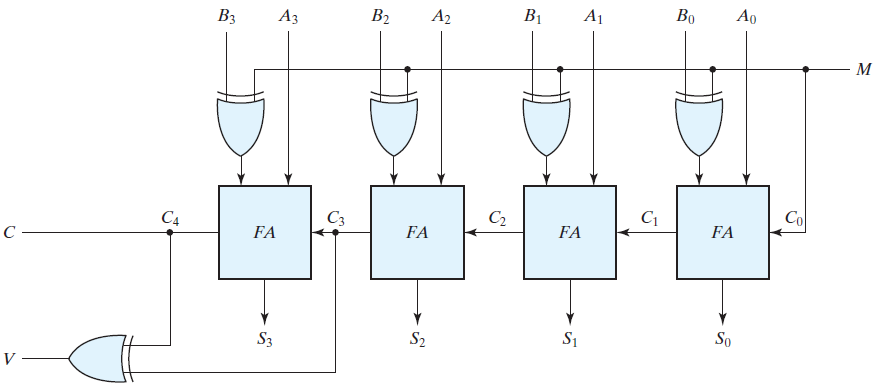 B₃ A₃ B₂ A₂ B₁ A₁ B₀ A₀
M
C C₄ FA C₃ FA C₂ FA C₁ FA C₀
S₃ S₂ S₁ S₀
V